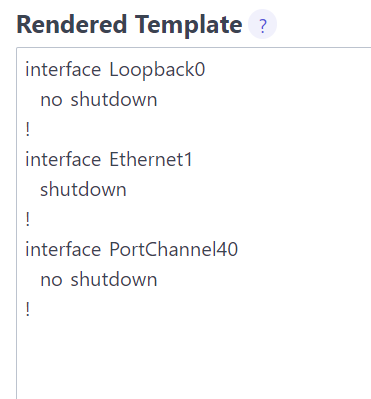 Rendered Template ?
interface Loopback0
   no shutdown
!
interface Ethernet1
   shutdown
!
interface PortChannel40
   no shutdown
!